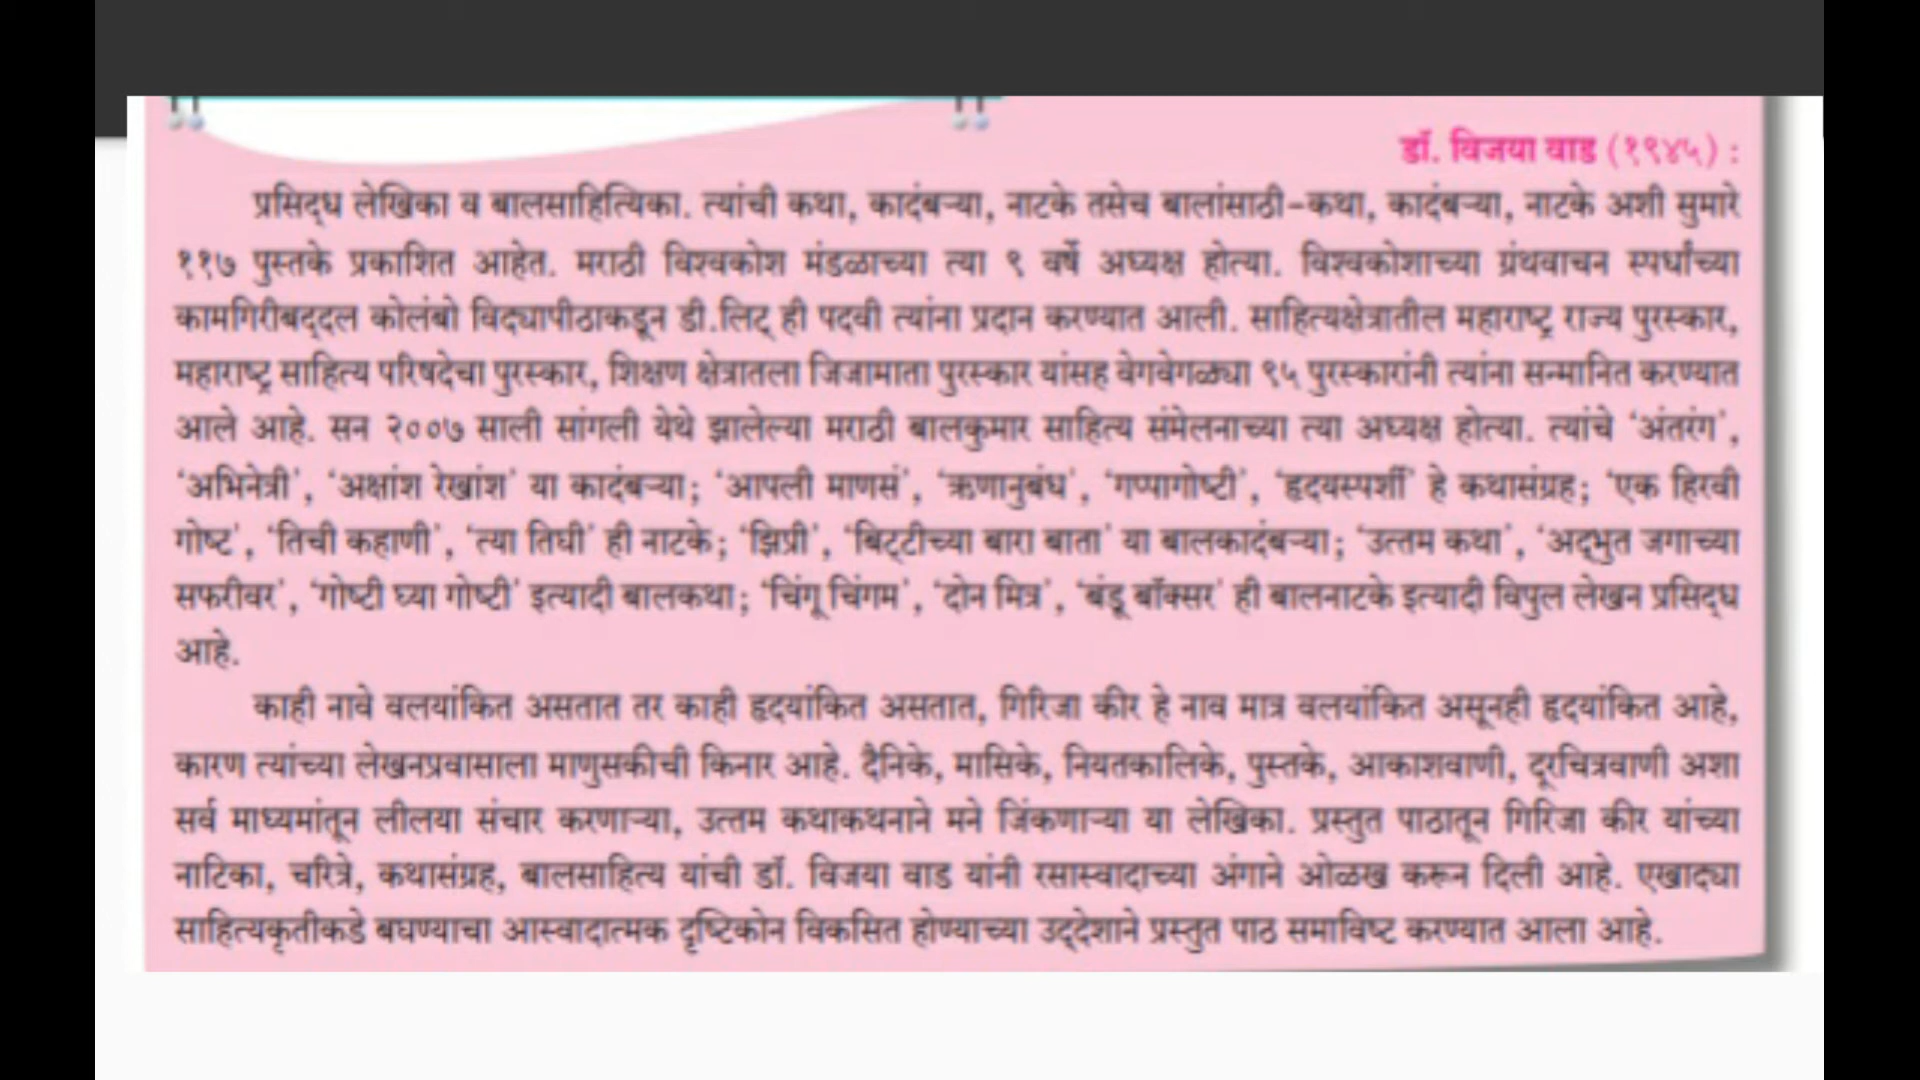 डॉ. विजया वाड (१९४५) :
प्रसिद्ध लेखिका व बालसाहित्यिका. त्यांची कथा, कादंबऱ्या, नाटके तसेच बालांसाठी-कथा, कादंबऱ्या, नाटके अशी सुमारे
११७ पुस्तके प्रकाशित आहेत. मराठी विश्वकोश मंडळाच्या त्या ९ वर्षे अध्यक्ष होत्या. विश्वकोशाच्या ग्रंथवाचन स्पर्धांच्या
कामगिरीबद्दल कोलंबो विद्यापीठाकडून डी.लिट् ही पदवी त्यांना प्रदान करण्यात आली. साहित्यक्षेत्रातील महाराष्ट्र राज्य पुरस्कार,
महाराष्ट्र साहित्य परिषदेचा पुरस्कार, शिक्षण क्षेत्रातला जिजामाता पुरस्कार यांसह वेगवेगळ्या ९५ पुरस्कारांनी त्यांना सन्मानित करण्यात
आले आहे. सन २००७ साली सांगली येथे झालेल्या मराठी बालकुमार साहित्य संमेलनाच्या त्या अध्यक्ष होत्या. त्यांचे ‘अंतरंग’,
‘अभिनेत्री’, ‘अक्षांश रेखांश’ या कादंबऱ्या; ‘आपली माणसं’, ‘ऋणानुबंध’, ‘गप्पागोष्टी’, ‘हृदयस्पर्शी’ हे कथासंग्रह; ‘एक हिरवी
गोष्ट’, ‘तिची कहाणी’, ‘त्या तिघी’ ही नाटके; ‘झिप्री’, ‘बिट्टीच्या बारा बाता’ या बालकादंबऱ्या; ‘उत्तम कथा’, ‘अद्भुत जगाच्या
सफरीवर’, ‘गोष्टी घ्या गोष्टी’ इत्यादी बालकथा; ‘चिंगू चिंगम’, ‘दोन मित्र’, ‘बंडू बॉक्सर’ ही बालनाटके इत्यादी विपुल लेखन प्रसिद्ध
आहे.
काही नावे वलयांकित असतात तर काही हृदयांकित असतात, गिरिजा कीर हे नाव मात्र वलयांकित असूनही हृदयांकित आहे,
कारण त्यांच्या लेखनप्रवासाला माणुसकीची किनार आहे. दैनिके, मासिके, नियतकालिके, पुस्तके, आकाशवाणी, दूरचित्रवाणी अशा
सर्व माध्यमांतून लीलया संचार करणाऱ्या, उत्तम कथाकथनाने मने जिंकणाऱ्या या लेखिका. प्रस्तुत पाठातून गिरिजा कीर यांच्या
नाटिका, चरित्रे, कथासंग्रह, बालसाहित्य यांची डॉ. विजया वाड यांनी रसास्वादाच्या अंगाने ओळख करून दिली आहे. एखाद्या
साहित्यकृतीकडे बघण्याचा आस्वादात्मक दृष्टिकोन विकसित होण्याच्या उद्देशाने प्रस्तुत पाठ समाविष्ट करण्यात आला आहे.